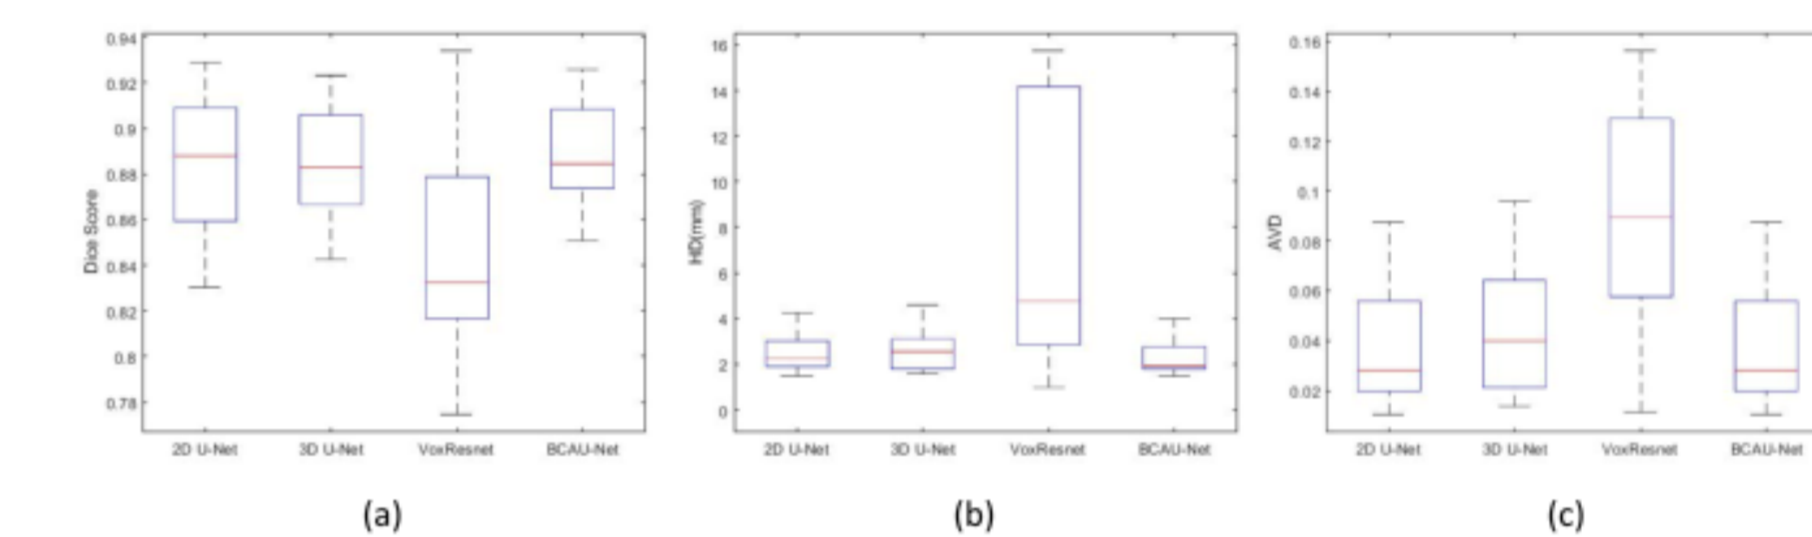 0.94
0.92
0.9
0.88
0.86
0.84
0.82
0.8
0.78
Dice Score
2D U-Net 3D U-Net VoxResnet BCAU-Net
(a)
16
14
12
10
8
6
4
2
0
HD(mm)
2D U-Net 3D U-Net VoxResnet BCAU-Net
(b)
0.16
0.14
0.12
0.1
0.08
0.06
0.04
0.02
AVD
2D U-Net 3D U-Net VoxResnet BCAU-Net
(c)